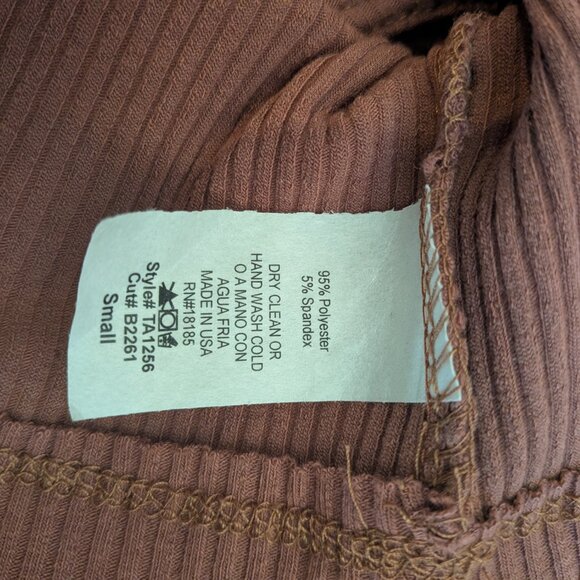 95% Polyester
5% Spandex
DRY CLEAN OR
HAND WASH COLD
O A MANO CON
AGUA FRIA
MADE IN USA
RN#18185
Style# TA1256
Cut# B2261
Small